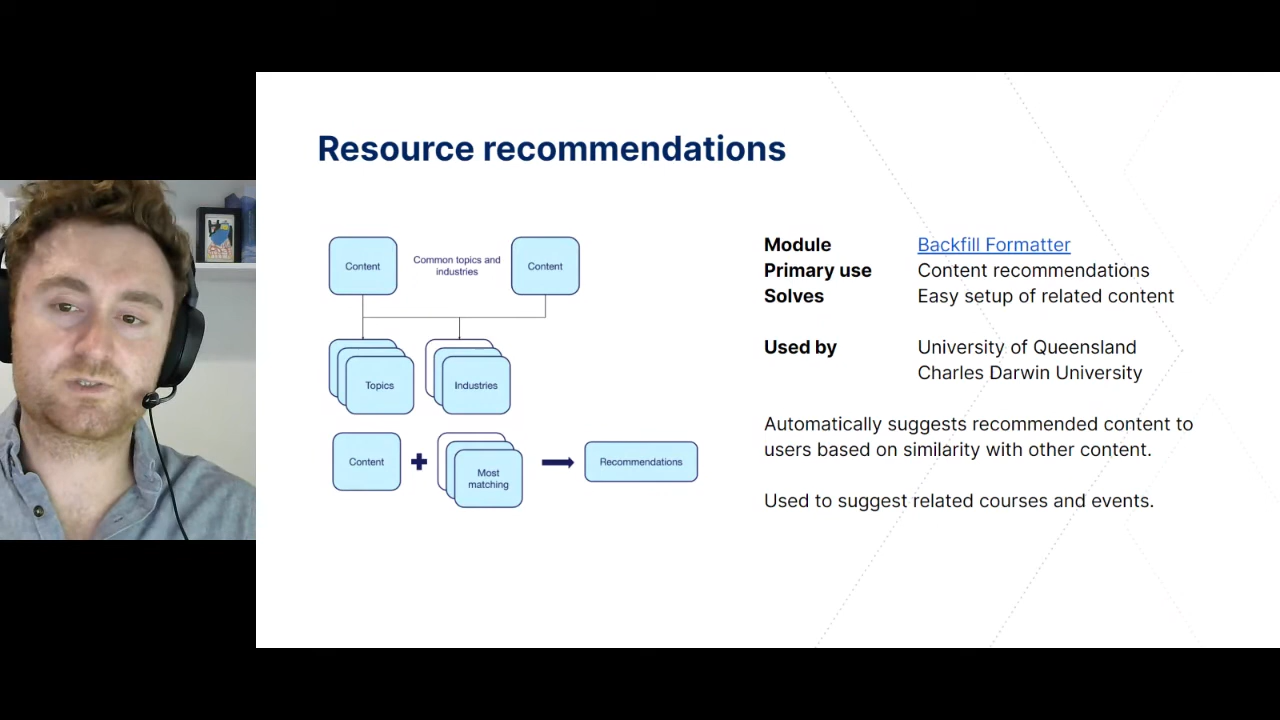 Resource recommendations
Content
Common topics and
industries
Content
Topics
Industries
Content
Most
matching
Recommendations
Module Backfill Formatter
Primary use Content recommendations
Solves Easy setup of related content
Used by University of Queensland
Charles Darwin University
Automatically suggests recommended content to
users based on similarity with other content.
Used to suggest related courses and events.